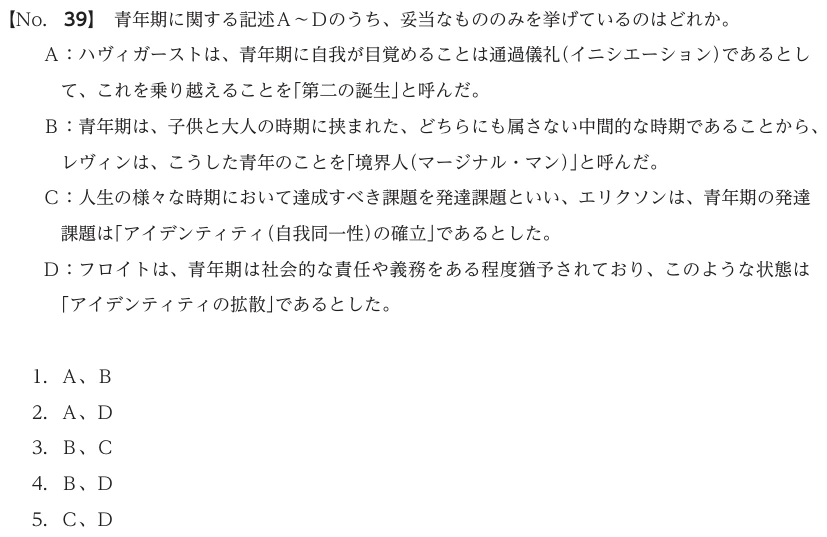 【No. 39】 青年期に関する記述A～Dのうち、妥当なもののみを挙げているのはどれか。
A：ハヴィガーストは、青年期に自我が目覚めることは通過儀礼(イニシエーション)であるとし
て、これを乗り越えることを｢第二の誕生｣と呼んだ。
B：青年期は、子供と大人の時期に挟まれた、どちらにも属さない中間的な時期であることから、
レヴィンは、こうした青年のことを｢境界人(マージナル・マン)｣と呼んだ。
C：人生の様々な時期において達成すべき課題を発達課題といい、エリクソンは、青年期の発達
課題は｢アイデンティティ(自我同一性)の確立｣であるとした。
D：フロイトは、青年期は社会的な責任や義務をある程度猶予されており、このような状態は
｢アイデンティティの拡散｣であるとした。
1. A、B
2. A、D
3. B、C
4. B、D
5. C、D